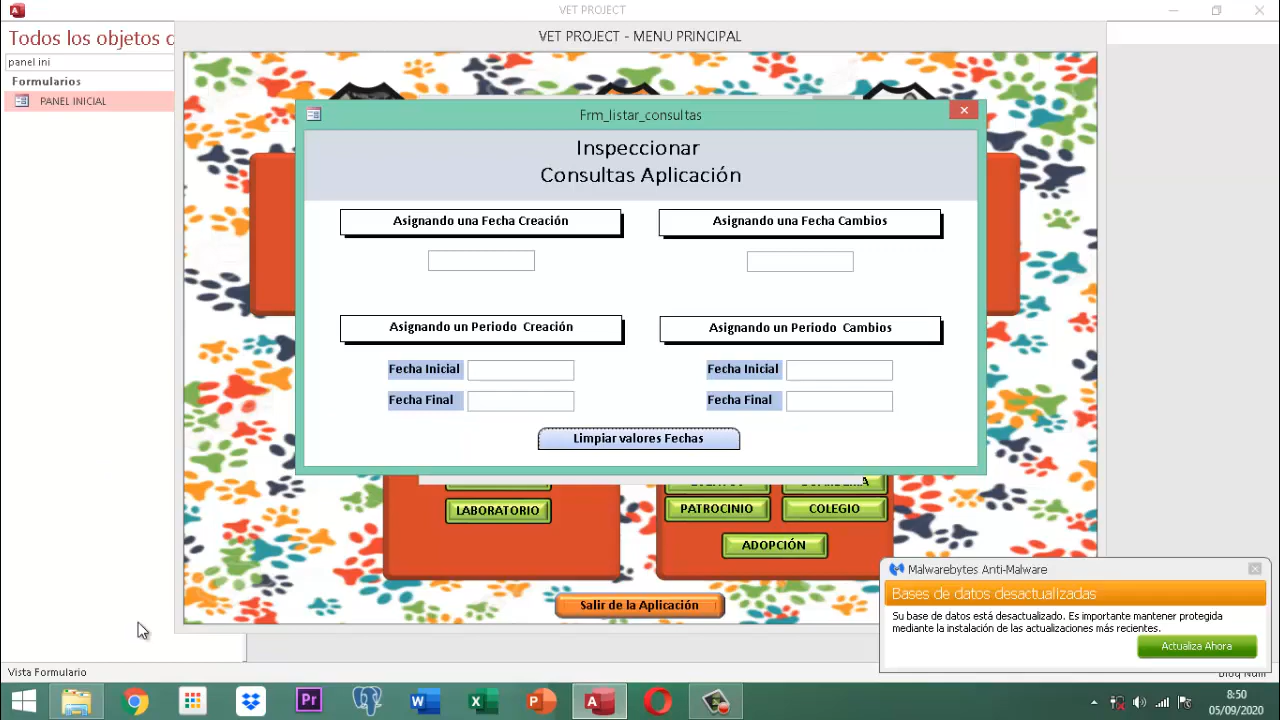 VET PROJECT
Todos los objetos d
VET PROJECT - MENU PRINCIPAL
panel ini
Formularios
PANEL INICIAL
Frm_listar_consultas
Inspeccionar
Consultas Aplicación
Asignando una Fecha Creación
Asignando una Fecha Cambios
Asignando un Periodo Creación
Asignando un Periodo Cambios
Fecha Inicial
Fecha Inicial
Fecha Final
Fecha Final
Limpiar valores Fechas
LABORATORIO
PATROCINIO
COLEGIO
ADOPCIÓN
Salir de la Aplicación
Malwarebytes Anti-Malware
Bases de datos desactualizadas
Su base de datos está desactualizado. Es importante mantener protegida
mediante la instalación de las actualizaciones más recientes.
Actualiza Ahora
Vista Formulario
Bloq Núm
Pr
8:50
05/09/2020